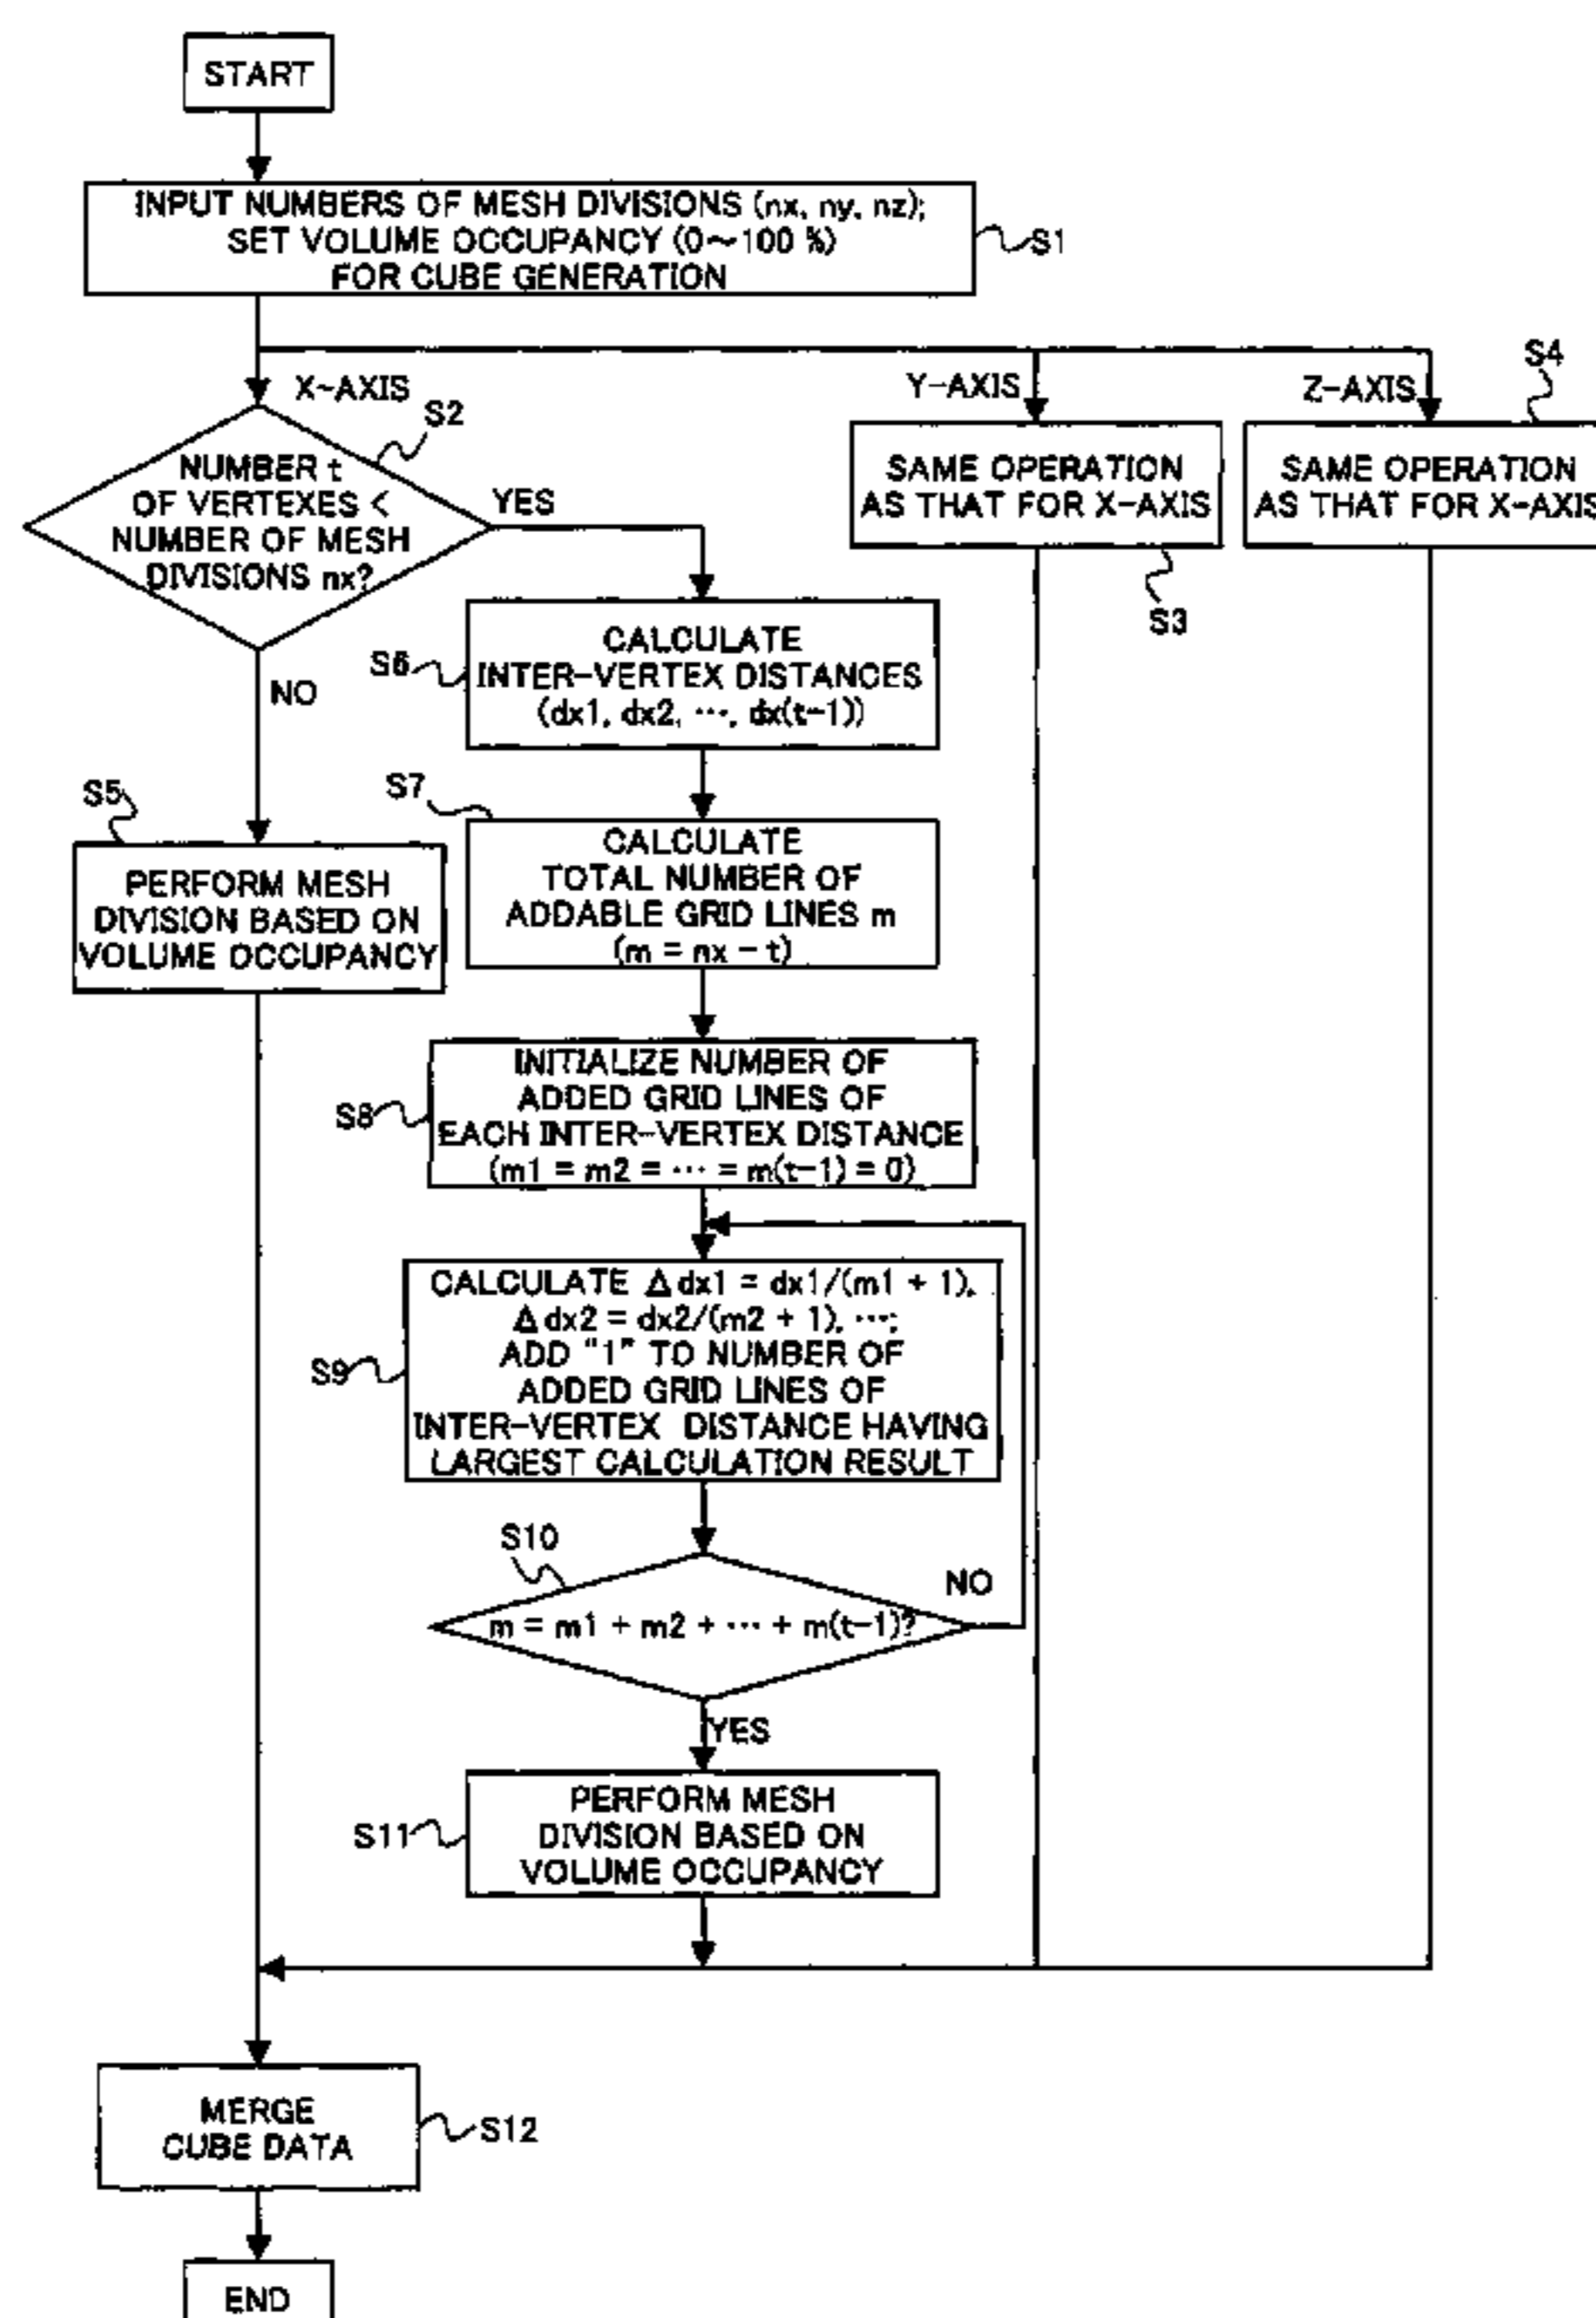 START
INPUT NUMBERS OF MESH DIVISIONS (nx, ny, nz);
SET VOLUME OCCUPANCY (0~100 %)
FOR CUBE GENERATION
S1
X-AXIS
Y-AXIS
Z-AXIS
S4
S2
NUMBER t
OF VERTEXES <
NUMBER OF MESH
DIVISIONS nx?
YES
NO
SAME OPERATION
AS THAT FOR X-AXIS
S3
SAME OPERATION
AS THAT FOR X-AXIS
S6
CALCULATE
INTER-VERTEX DISTANCES
(dx1, dx2, ···, dx(t-1))
S5
PERFORM MESH
DIVISION BASED ON
VOLUME OCCUPANCY
S7
CALCULATE
TOTAL NUMBER OF
ADDABLE GRID LINES m
(m = nx - t)
S8
INITIALIZE NUMBER OF
ADDED GRID LINES OF
EACH INTER-VERTEX DISTANCE
(m1 = m2 = ··· = m(t-1) = 0)
S9
CALCULATE Δdx1 = dx1/(m1 + 1),
Δdx2 = dx2/(m2 + 1), ···;
ADD "1" TO NUMBER OF
ADDED GRID LINES OF
INTER-VERTEX DISTANCE HAVING
LARGEST CALCULATION RESULT
S10
m = m1 + m2 + ··· + m(t-1)?
NO
YES
S11
PERFORM MESH
DIVISION BASED ON
VOLUME OCCUPANCY
MERGE
CUBE DATA
S12
END